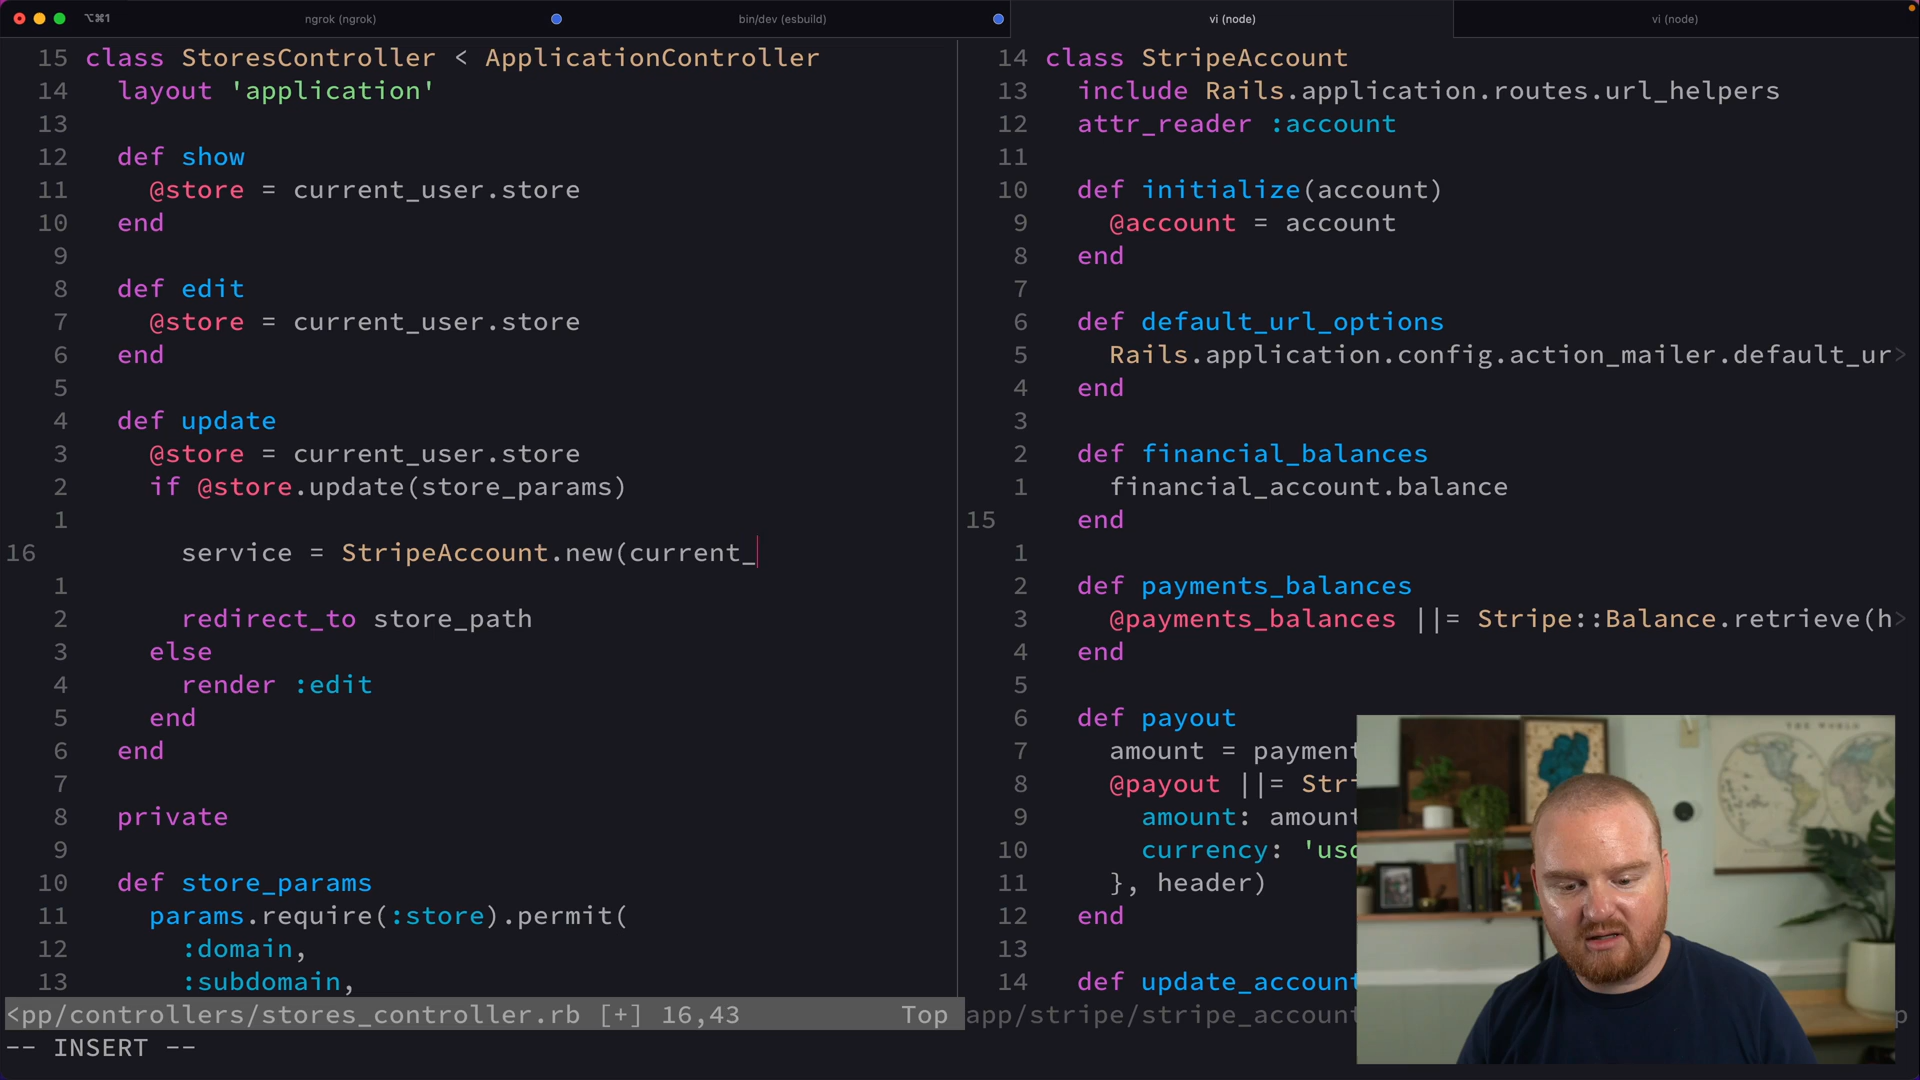 ⌥⌘1
ngrok (ngrok)
bin/dev (esbuild)
vi (node)
vi (node)
15 class StoresController < ApplicationController
14   layout 'application'
13
12   def show
11     @store = current_user.store
10   end
9
8   def edit
7     @store = current_user.store
6   end
5
4   def update
3     @store = current_user.store
2     if @store.update(store_params)
1
16       service = StripeAccount.new(current_
1
2       redirect_to store_path
3     else
4       render :edit
5     end
6   end
7
8   private
9
10   def store_params
11     params.require(:store).permit(
12       :domain,
13       :subdomain,
<pp/controllers/stores_controller.rb [+] 16,43 Top
-- INSERT --
14 class StripeAccount
13   include Rails.application.routes.url_helpers
12   attr_reader :account
11
10   def initialize(account)
9     @account = account
8   end
7
6   def default_url_options
5     Rails.application.config.action_mailer.default_ur>
4   end
3
2   def financial_balances
1     financial_account.balance
15   end
1
2   def payments_balances
3     @payments_balances ||= Stripe::Balance.retrieve(h>
4   end
5
6   def payout
7     amount = payment
8     @payout ||= Stri
9       amount: amount
10       currency: 'usd
11     }, header)
12   end
13
14   def update_account
app/stripe/stripe_account
p
THE WORLD